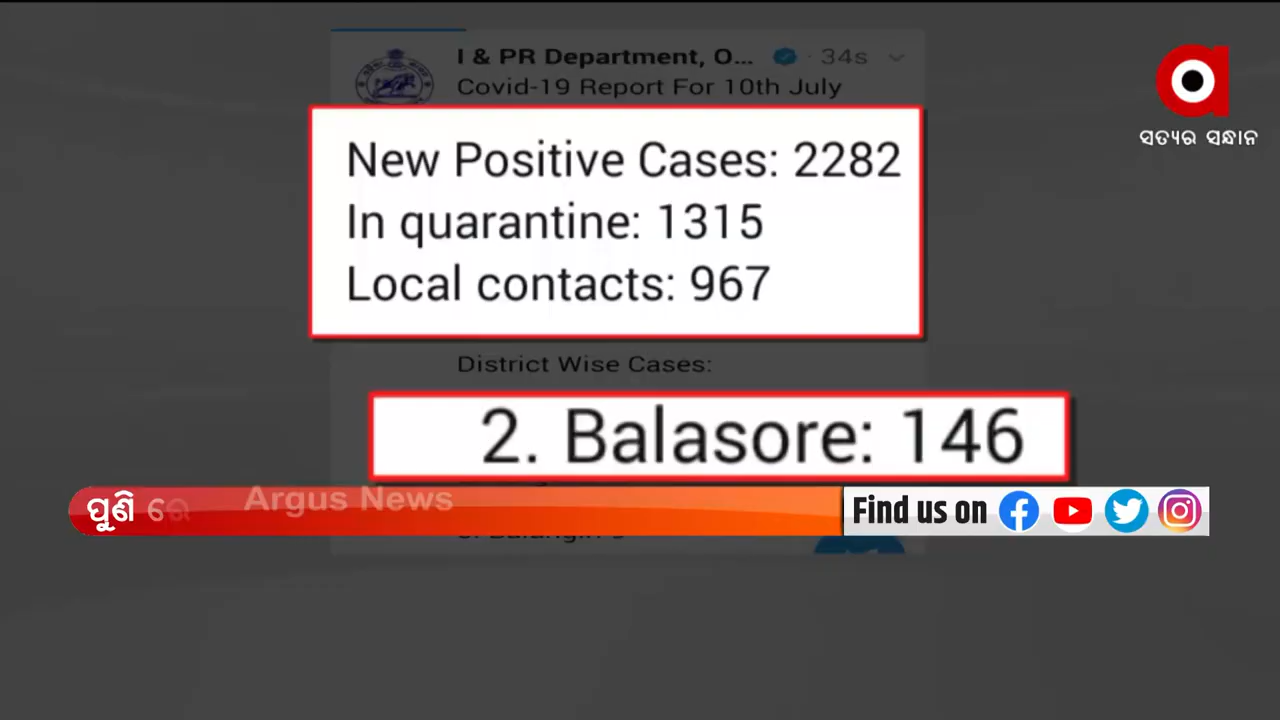 I & PR Department, O... · 34s
Covid-19 Report For 10th July
ସତ୍ୟର ସନ୍ଧାନ
New Positive Cases: 2282
In quarantine: 1315
Local contacts: 967
District Wise Cases:
2. Balasore: 146
ପୁଣି
Argus News
Find us on